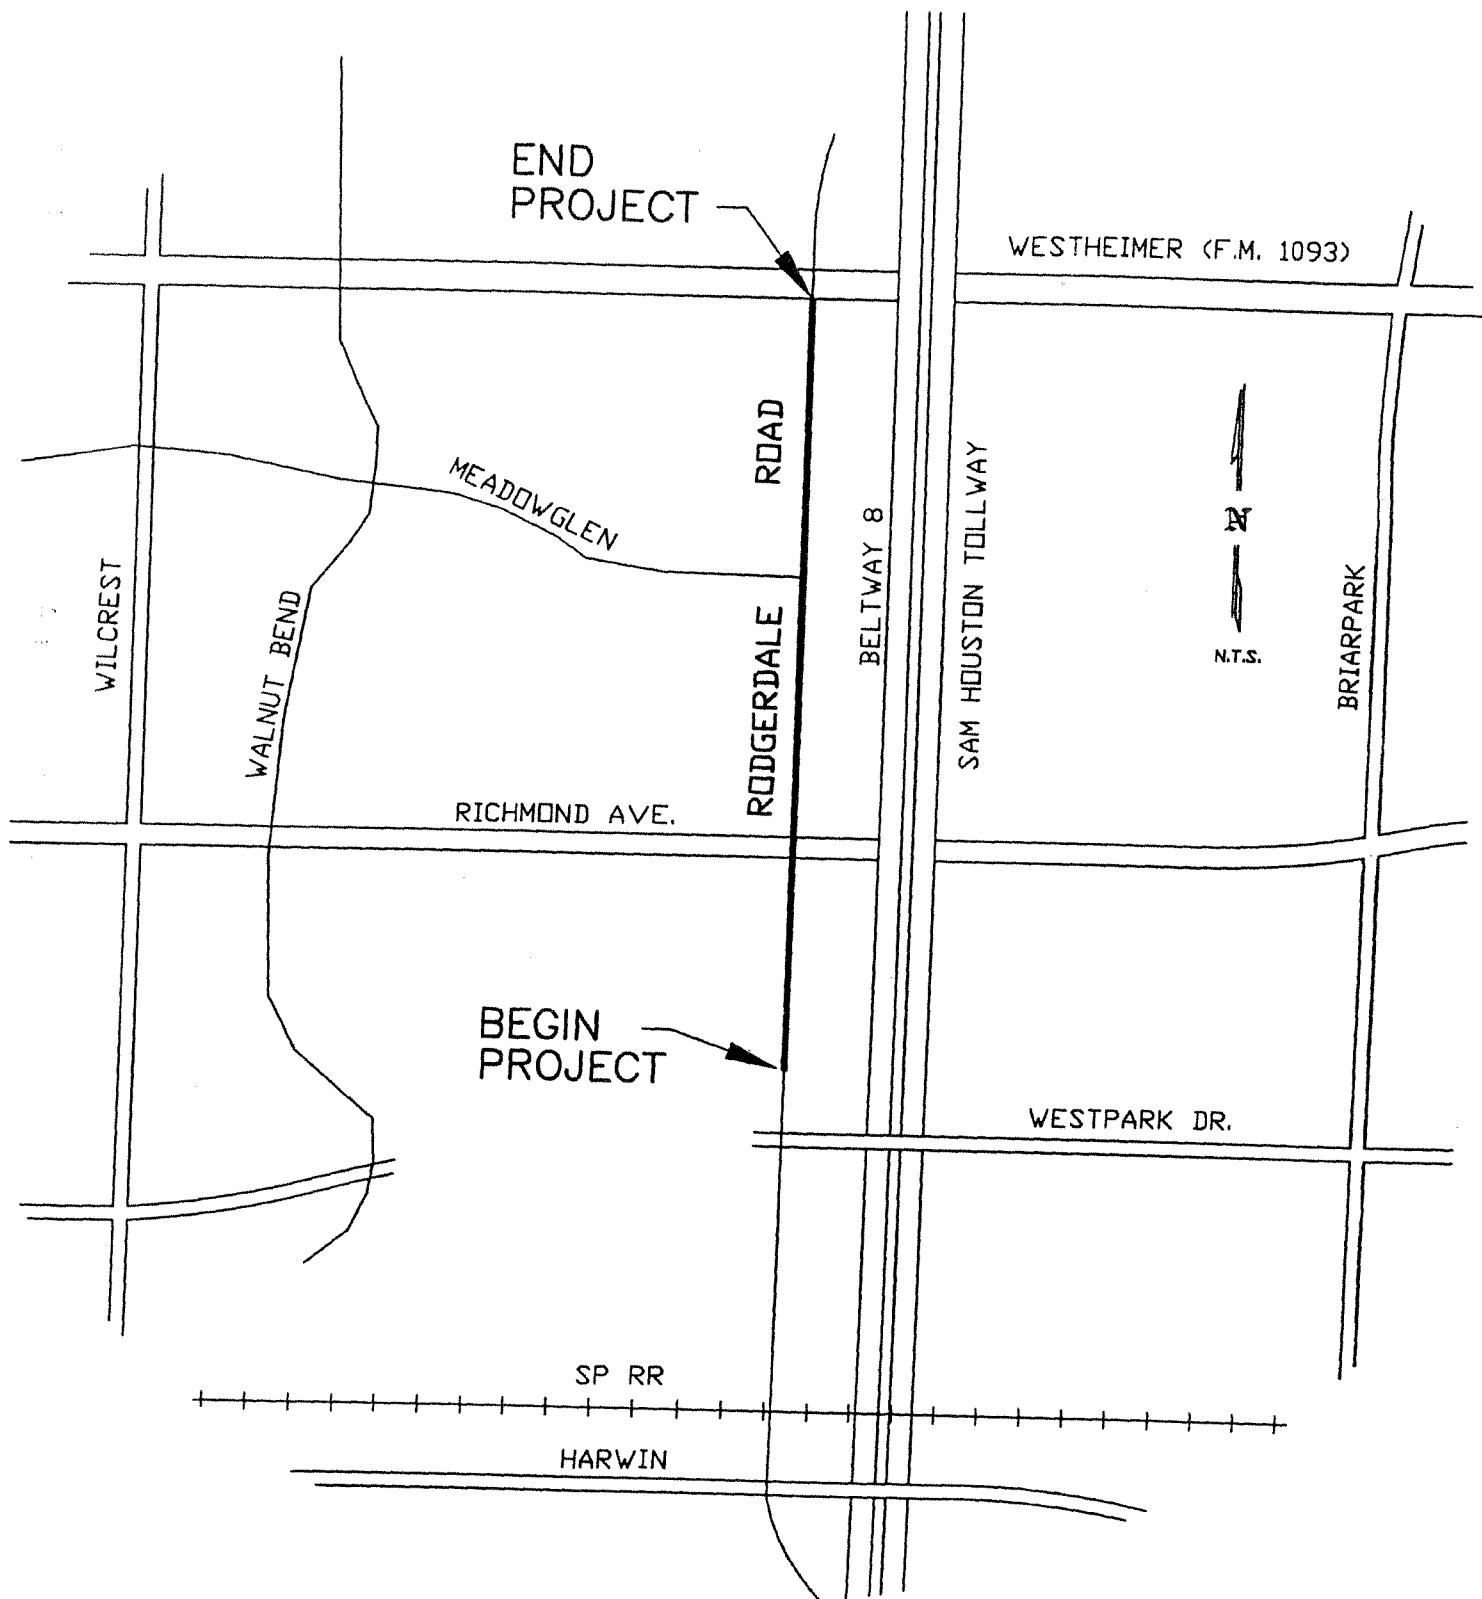 END
PROJECT
WESTHEIMER (F.M. 1093)
ROAD
MEADOWGLEN
BELTWAY 8
SAM HOUSTON TOLLWAY
N
N.T.S.
WILCREST
WALNUT BEND
RODGERDALE
BRIARPARK
RICHMOND AVE.
BEGIN
PROJECT
WESTPARK DR.
SP RR
HARWIN